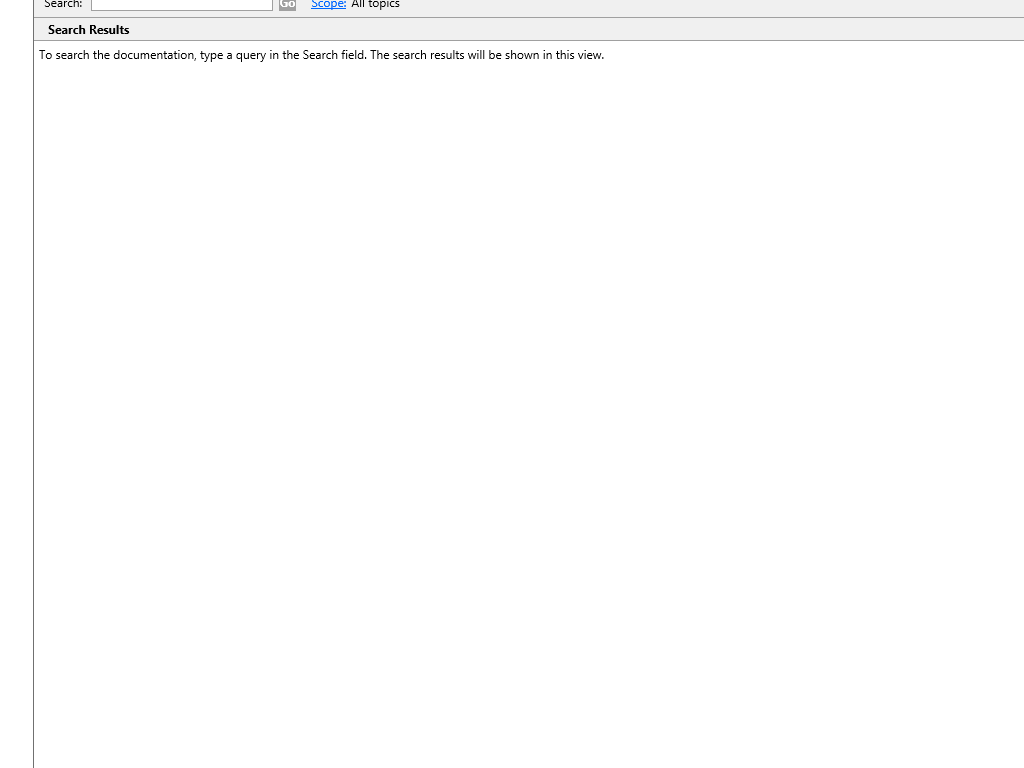 Search: Go Scope: All topics
Search Results
To search the documentation, type a query in the Search field. The search results will be shown in this view.